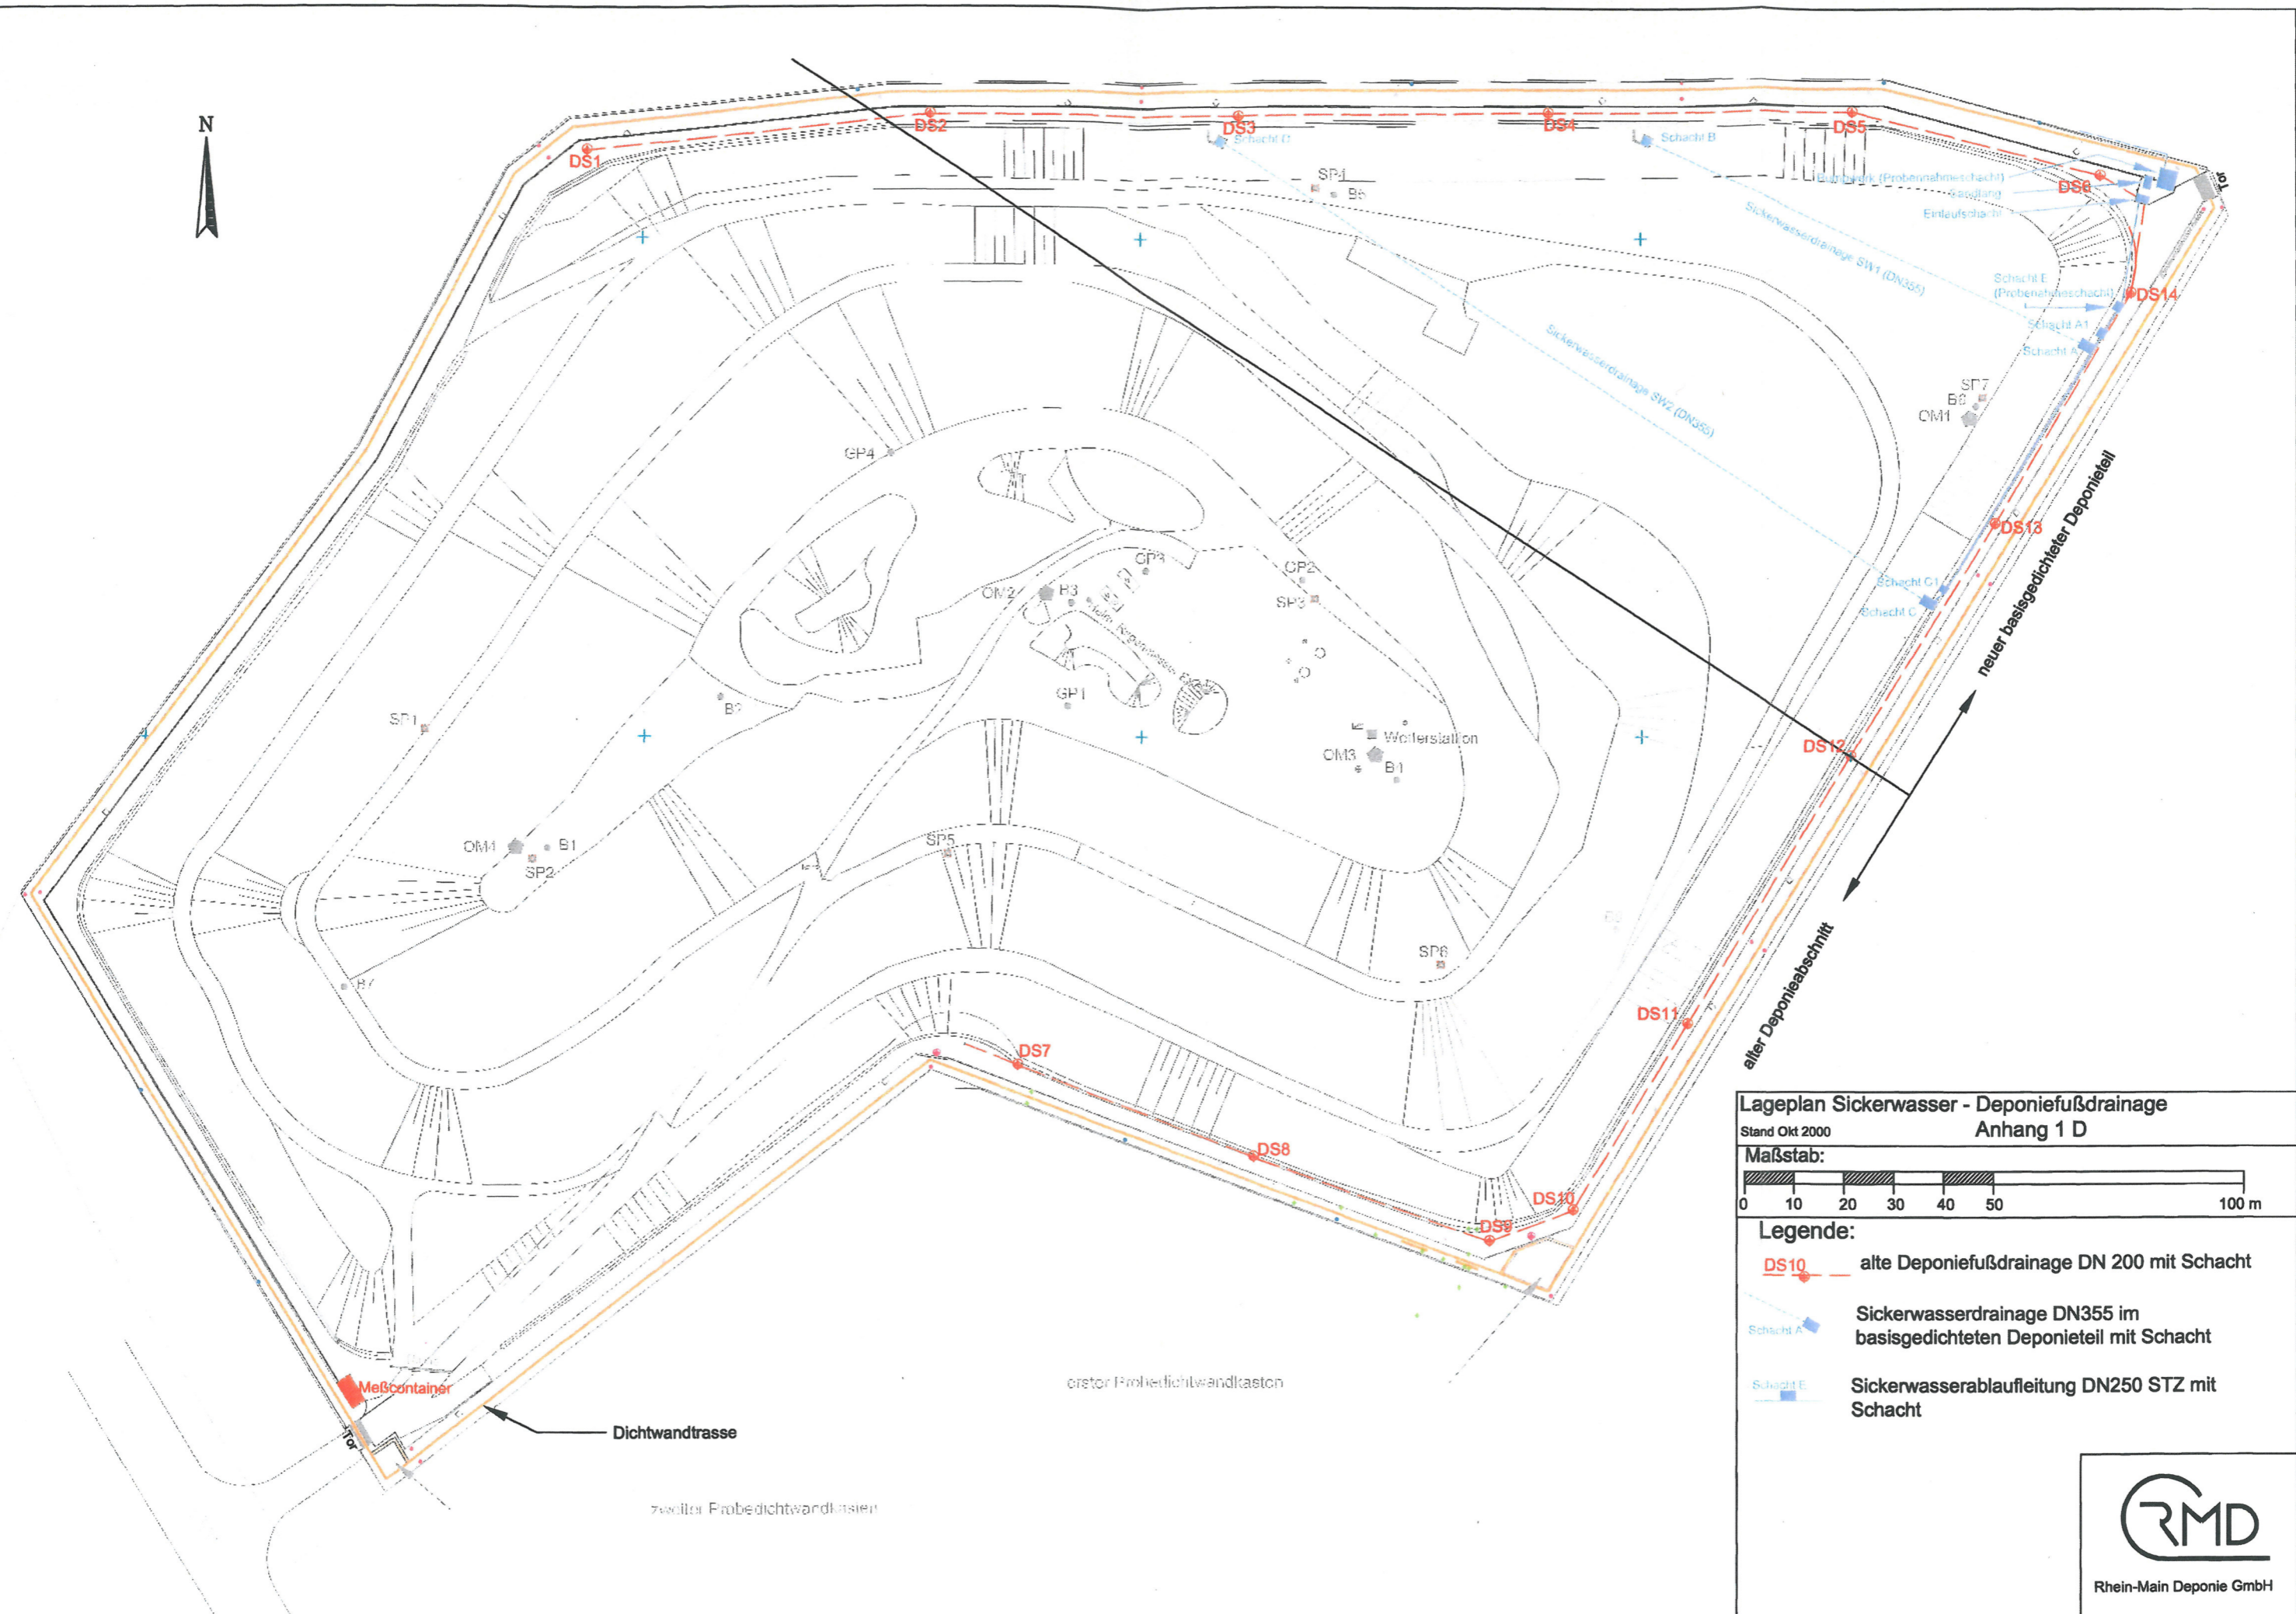 N
DS1
DS2
DS3
DS4
DS5
DS6
Schacht B
(Probennahmeschacht)
Sandfang
Einlaufschacht
Tor
SP4
B5
Sickerwasserdrainage SW1 (DN355)
Sickerwasserdrainage SW2 (DN355)
Schacht E
(Probenahmeschacht)
DS14
Schacht A1
Schacht A
SP7
B6
OM1
GP4
DS13
neuer basisgedichteter Deponieteil
GP3
GP2
OM2
B3
SP3
Schacht C1
Schacht C
GP1
B2
SP1
Wetterstation
OM3
B4
DS12
SP5
B1
SP2
SP6
B7
alter Deponieabschnitt
DS11
DS7
DS8
DS10
DS9
Meßcontainer
Tor
Dichtwandtrasse
erster Probedichtwandkasten
zweiter Probedichtwandkasten
Lageplan Sickerwasser - Deponiefußdrainage
Stand Okt 2000
Anhang 1 D
Maßstab:
0 10 20 30 40 50 100 m
Legende:
DS10 alte Deponiefußdrainage DN 200 mit Schacht
Schacht A
Sickerwasserdrainage DN355 im
basisgedichteten Deponieteil mit Schacht
Schacht E
Sickerwasserablaufleitung DN250 STZ mit
Schacht
RMD
Rhein-Main Deponie GmbH